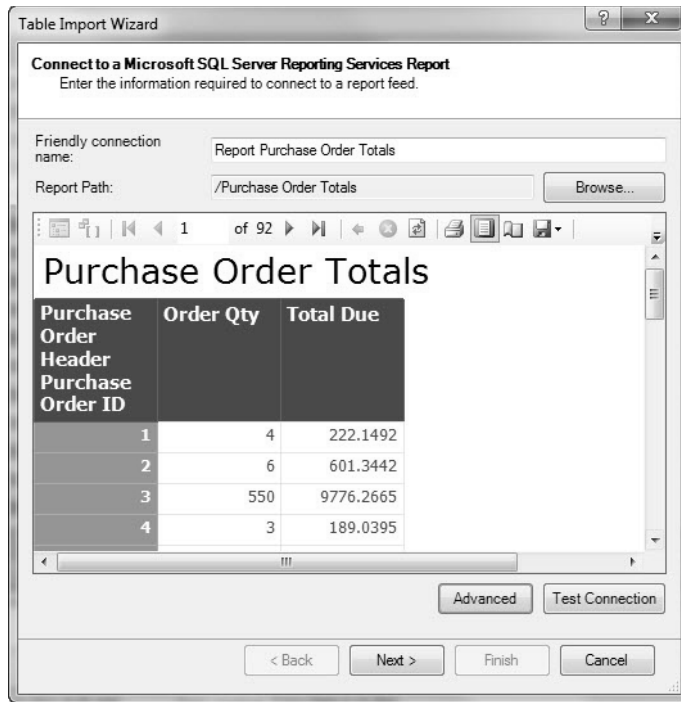 Table Import Wizard
Connect to a Microsoft SQL Server Reporting Services Report
Enter the information required to connect to a report feed.
Friendly connection
name:
Report Purchase Order Totals
Report Path:
/Purchase Order Totals
Browse...
1 of 92
Purchase Order Totals
Purchase
Order
Header
Purchase
Order ID
Order Qty
Total Due
1 4 222.1492
2 6 601.3442
3 550 9776.2665
4 3 189.0395
Advanced
Test Connection
< Back
Next >
Finish
Cancel